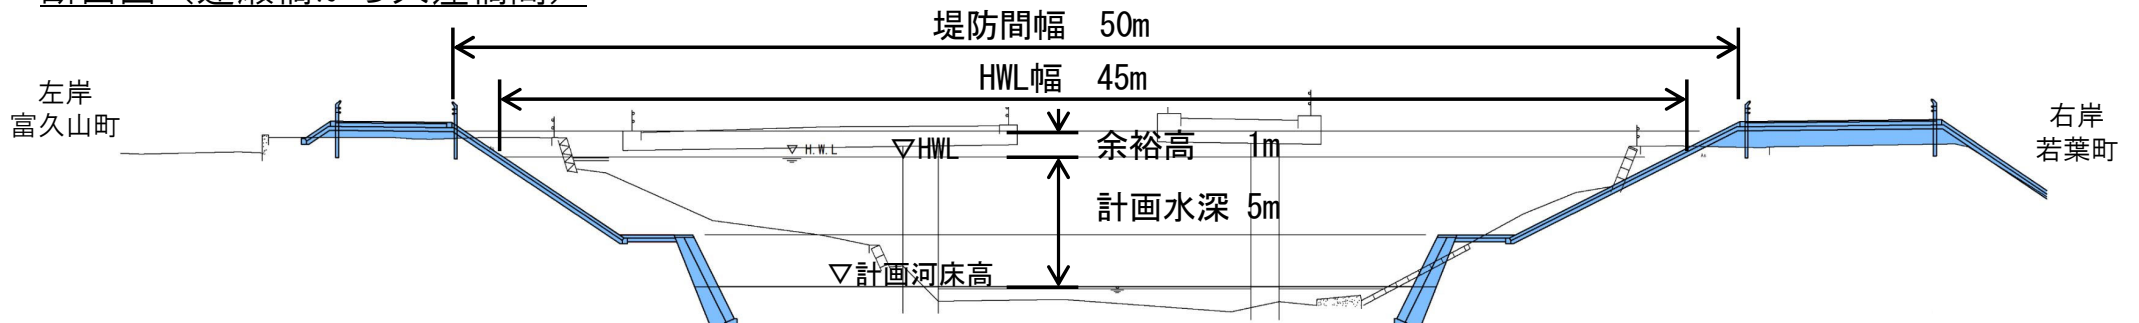 堤防間幅 50m
HWL幅 45m
左岸
富久山町
右岸
若葉町
余裕高 1m
▽H.W.L
▽HWL
計画水深 5m
▽計画河床高